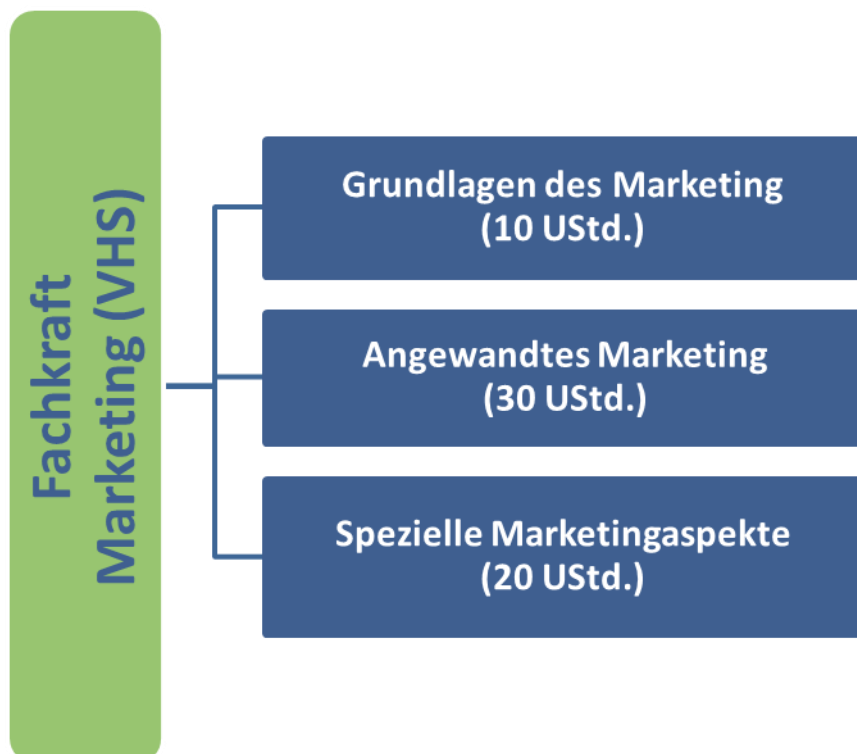 Fachkraft
Marketing (VHS)
Grundlagen des Marketing
(10 UStd.)
Angewandtes Marketing
(30 UStd.)
Spezielle Marketingaspekte
(20 UStd.)